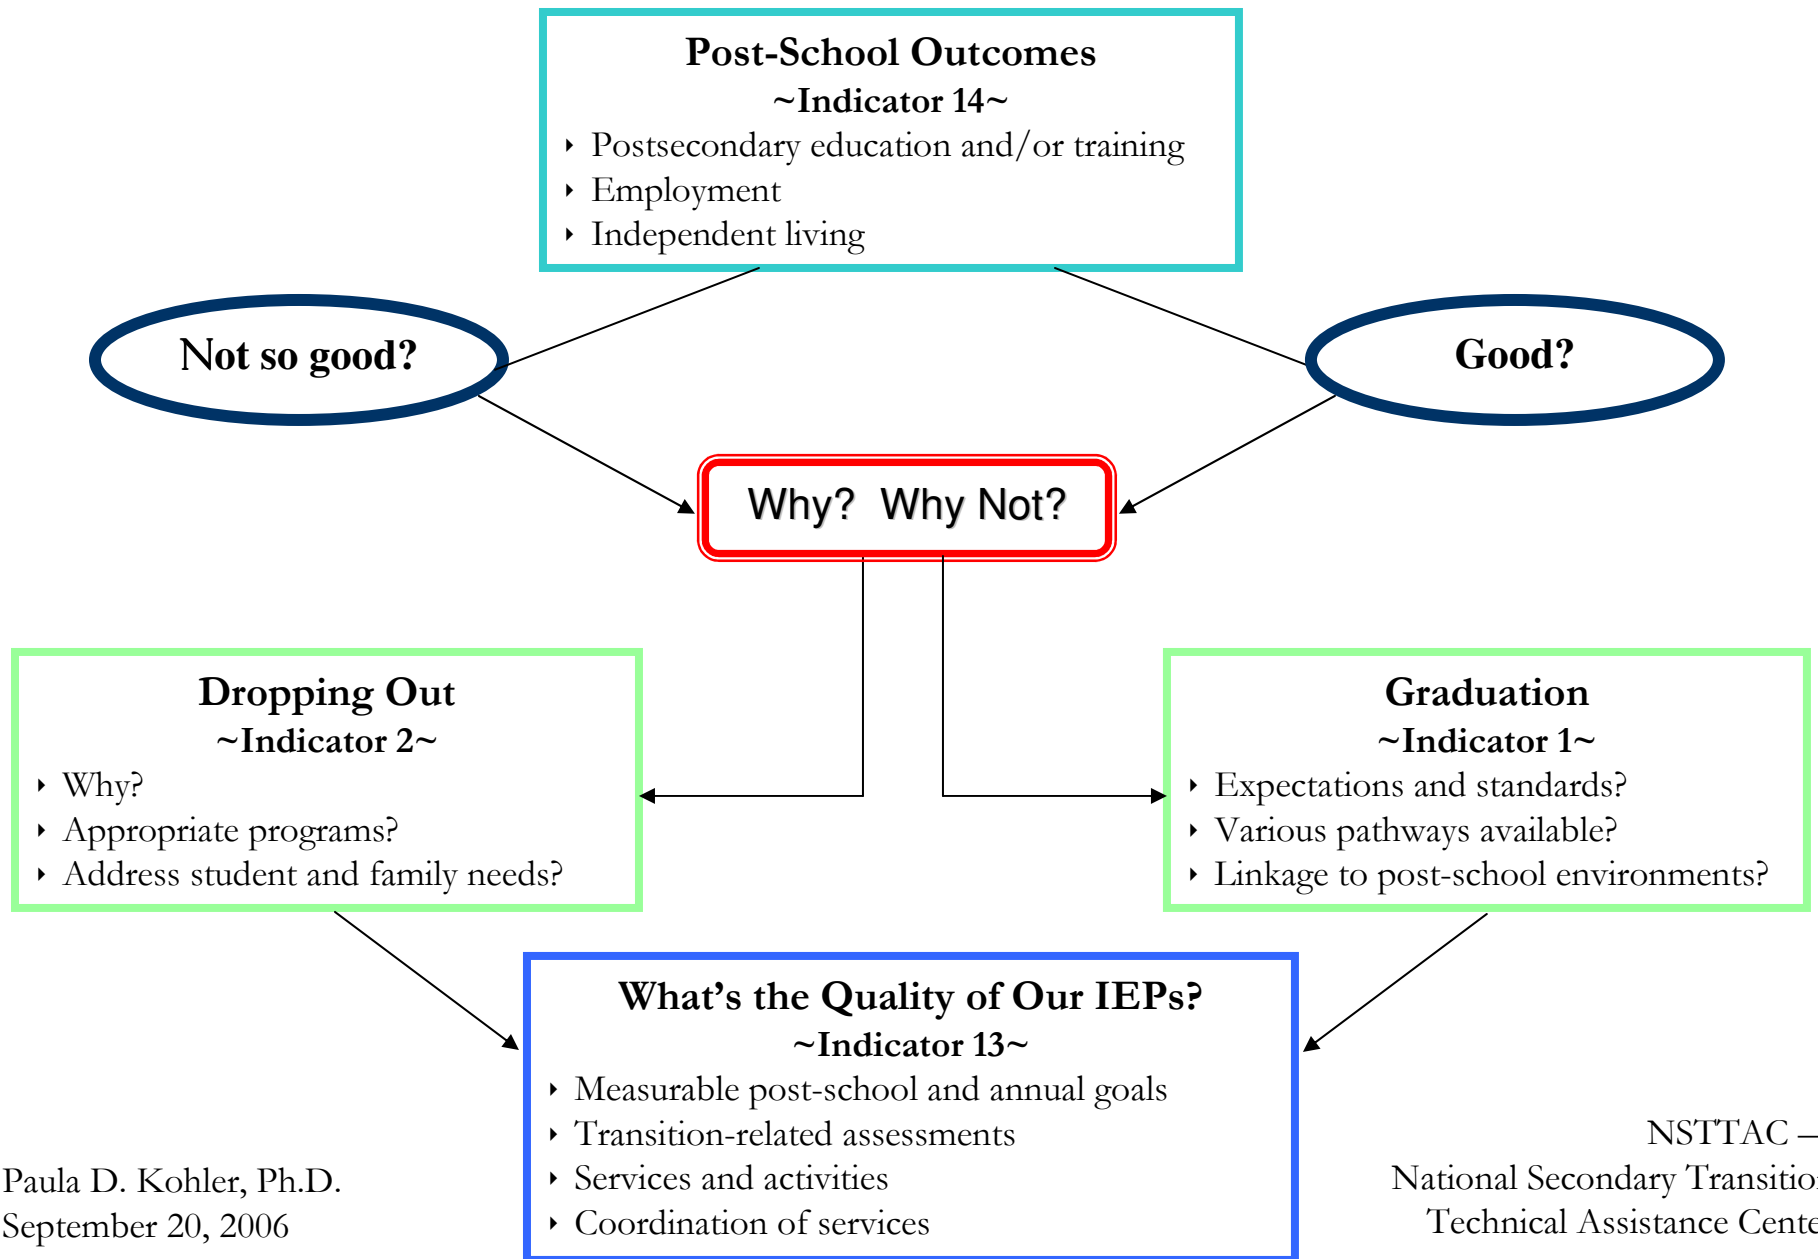 Post-School Outcomes
~Indicator 14~
‣ Postsecondary education and/or training
‣ Employment
‣ Independent living
Not so good?
Good?
Why?  Why Not?
Dropping Out
~Indicator 2~
‣ Why?
‣ Appropriate programs?
‣ Address student and family needs?
Graduation
~Indicator 1~
‣ Expectations and standards?
‣ Various pathways available?
‣ Linkage to post-school environments?
What's the Quality of Our IEPs?
~Indicator 13~
‣ Measurable post-school and annual goals
‣ Transition-related assessments
‣ Services and activities
‣ Coordination of services
Paula D. Kohler, Ph.D.
September 20, 2006
NSTTAC –
National Secondary Transition
Technical Assistance Cente